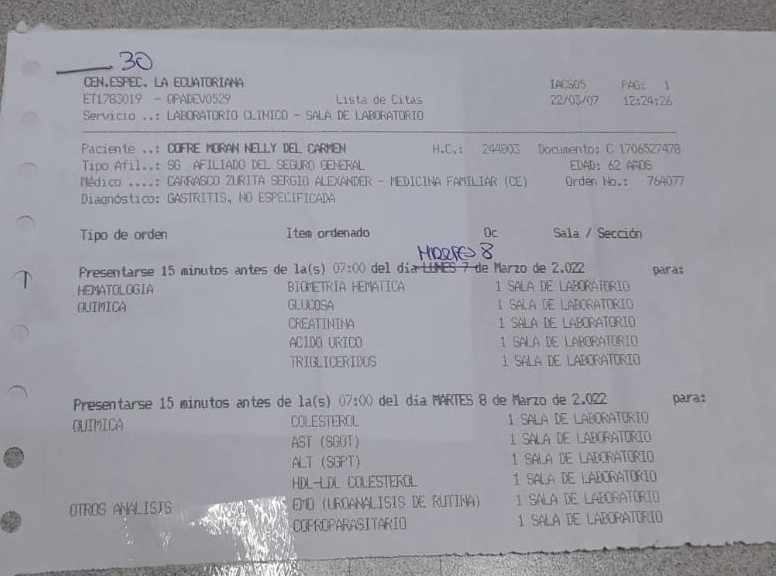 30
CEN.ESPEC. LA ECUATORIANA IACS05 PAG: 1
ET1783019 - QPADEV0529 Lista de Citas 22/03/07 12:24:26
Servicio ..: LABORATORIO CLINICO - SALA DE LABORATORIO
Paciente ..: COFRE MORAN NELLY DEL CARMEN H.C.: 244803 Documento: C 1706527478
Tipo Afil..: SG AFILIADO DEL SEGURO GENERAL EDAD: 62 AÑOS
Médico ....: CARRASCO ZURITA SERGIO ALEXANDER - MEDICINA FAMILIAR (CE) Orden No.: 764077
Diagnóstico: GASTRITIS, NO ESPECIFICADA
Tipo de orden Item ordenado Oc Sala / Sección
MARTES 8
Presentarse 15 minutos antes de la(s) 07:00 del día LUNES 7 de Marzo de 2.022 para:
HEMATOLOGIA BIOMETRIA HEMATICA 1 SALA DE LABORATORIO
QUIMICA GLUCOSA 1 SALA DE LABORATORIO
CREATININA 1 SALA DE LABORATORIO
ACIDO URICO 1 SALA DE LABORATORIO
TRIGLICERIDOS 1 SALA DE LABORATORIO
Presentarse 15 minutos antes de la(s) 07:00 del día MARTES 8 de Marzo de 2.022 para:
QUIMICA COLESTEROL 1 SALA DE LABORATORIO
AST (SGOT) 1 SALA DE LABORATORIO
ALT (SGPT) 1 SALA DE LABORATORIO
HDL-LDL COLESTEROL 1 SALA DE LABORATORIO
OTROS ANALISIS EMO (UROANALISIS DE RUTINA) 1 SALA DE LABORATORIO
COPROPARASITARIO 1 SALA DE LABORATORIO